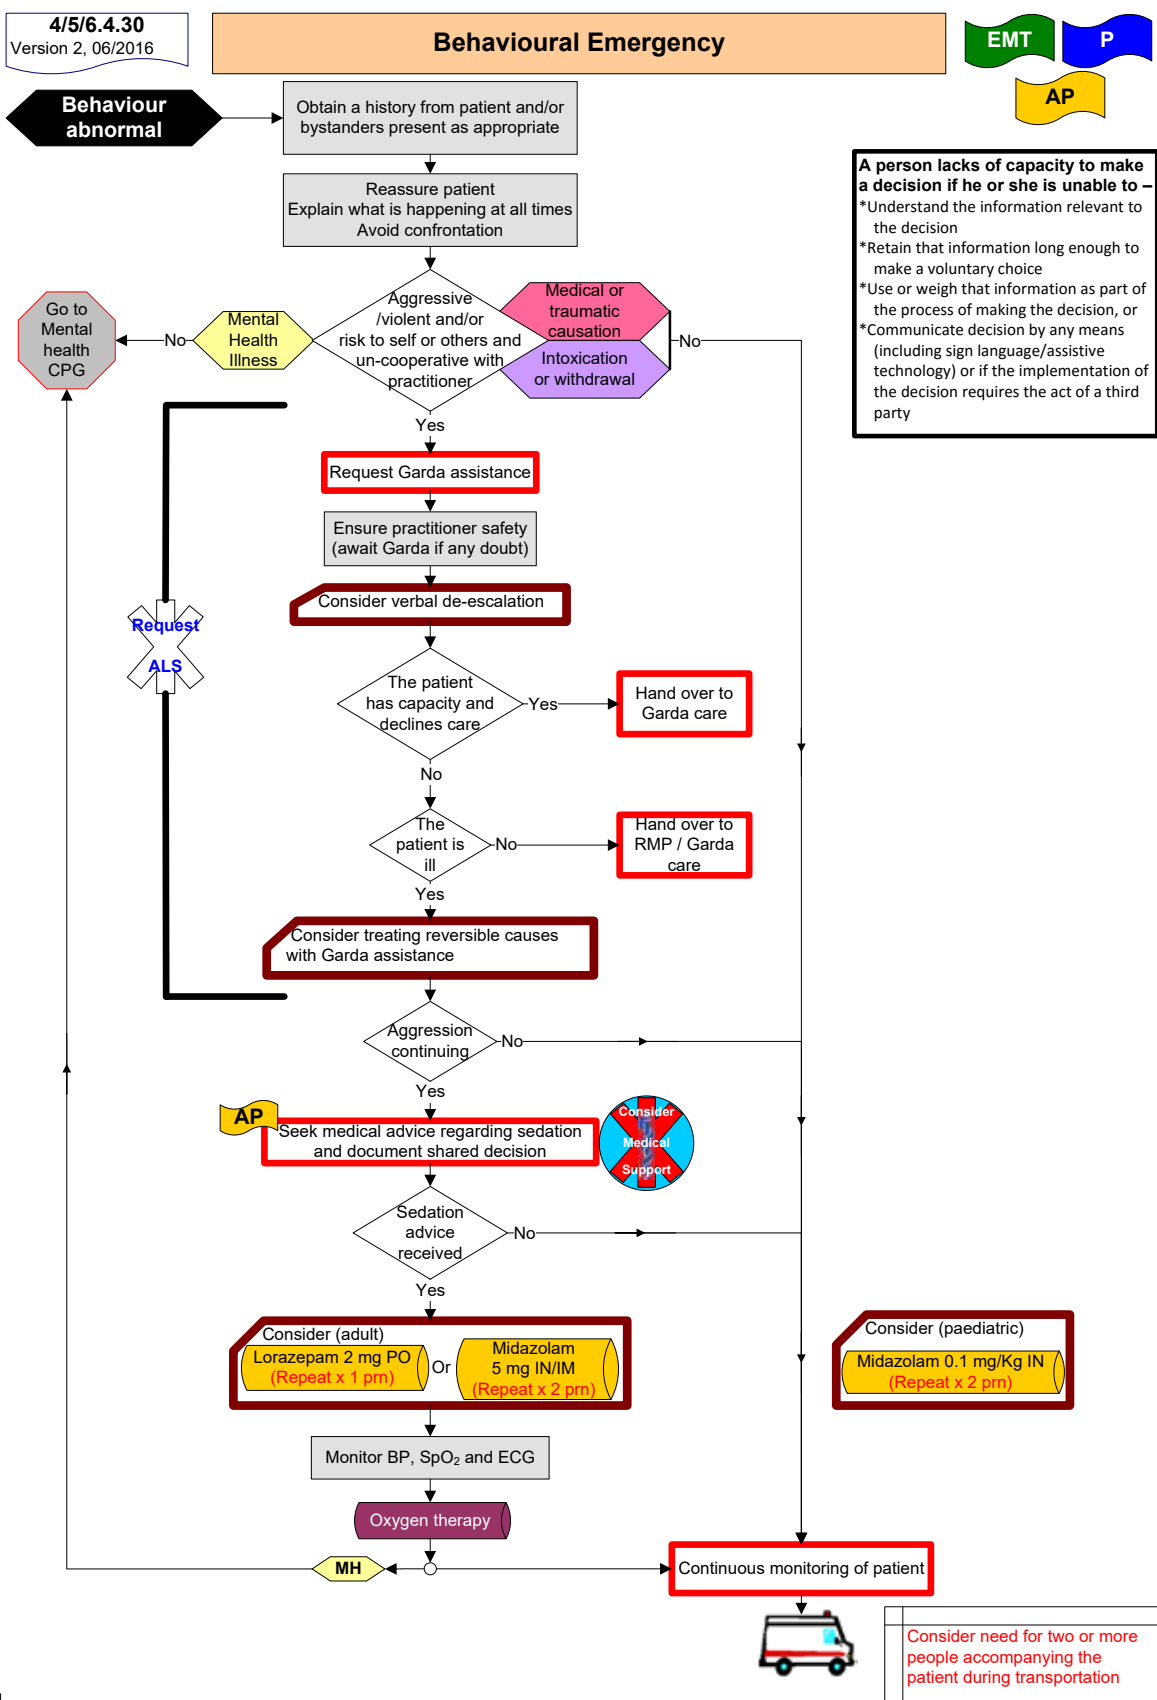 4/5/6.4.30
Version 2, 06/2016
Behavioural Emergency
EMT
P
AP
Behaviour
abnormal
Obtain a history from patient and/or
bystanders present as appropriate
Reassure patient
Explain what is happening at all times
Avoid confrontation
A person lacks of capacity to make
a decision if he or she is unable to –
*Understand the information relevant to
the decision
*Retain that information long enough to
make a voluntary choice
*Use or weigh that information as part of
the process of making the decision, or
*Communicate decision by any means
(including sign language/assistive
technology) or if the implementation of
the decision requires the act of a third
party
Go to
Mental
health
CPG
No
Mental
Health
Illness
Aggressive
/violent and/or
risk to self or others and
un-cooperative with
practitioner
Medical or
traumatic
causation
Intoxication
or withdrawal
No
Yes
Request Garda assistance
Ensure practitioner safety
(await Garda if any doubt)
Consider verbal de-escalation
Request
ALS
The patient
has capacity and
declines care
Yes
Hand over to
Garda care
No
The
patient is
ill
No
Hand over to
RMP / Garda
care
Yes
Consider treating reversible causes
with Garda assistance
Aggression
continuing
No
Yes
AP
Seek medical advice regarding sedation
and document shared decision
Consider
Medical
Support
Sedation
advice
received
No
Yes
Consider (adult)
Lorazepam 2 mg PO
(Repeat x 1 prn)
Or
Midazolam
5 mg IN/IM
(Repeat x 2 prn)
Consider (paediatric)
Midazolam 0.1 mg/Kg IN
(Repeat x 2 prn)
Monitor BP, SpO₂ and ECG
Oxygen therapy
MH
Continuous monitoring of patient
Consider need for two or more
people accompanying the
patient during transportation